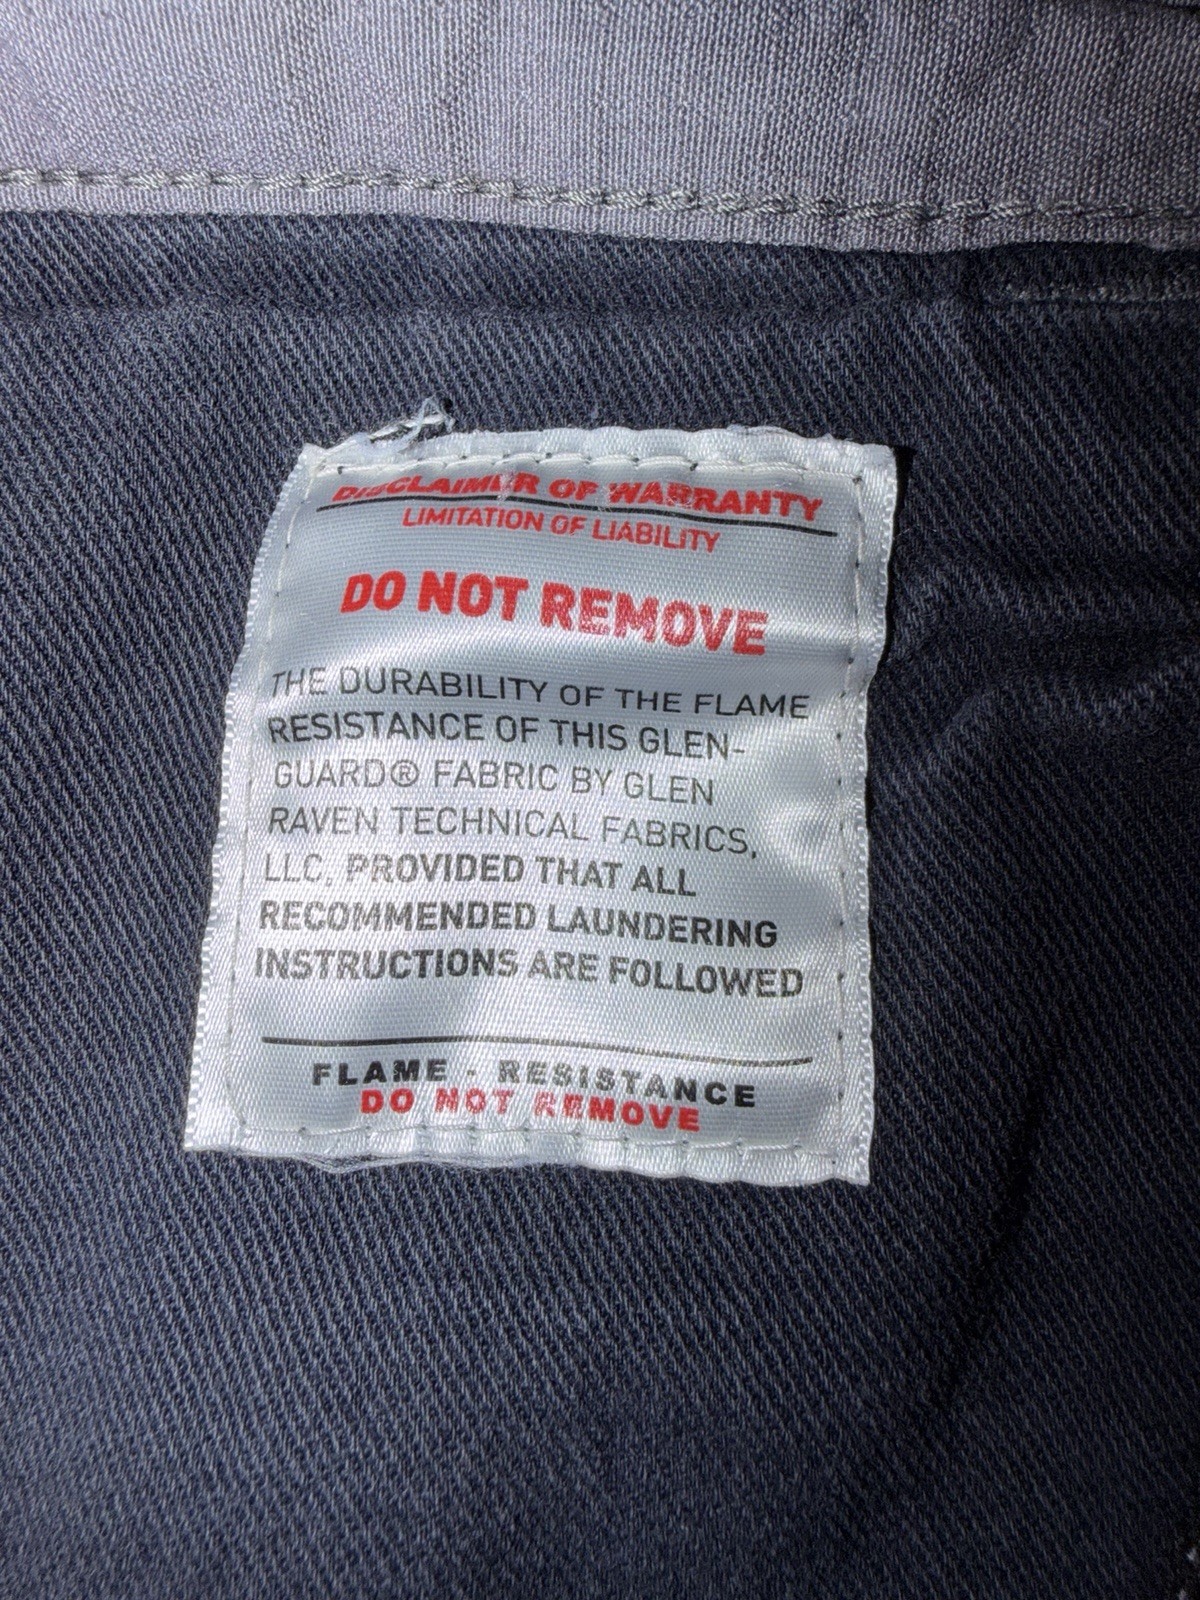 DISCLAIMER OF WARRANTY
LIMITATION OF LIABILITY
DO NOT REMOVE
THE DURABILITY OF THE FLAME
RESISTANCE OF THIS GLEN-
GUARD® FABRIC BY GLEN
RAVEN TECHNICAL FABRICS,
LLC, PROVIDED THAT ALL
RECOMMENDED LAUNDERING
INSTRUCTIONS ARE FOLLOWED
FLAME - RESISTANCE
DO NOT REMOVE